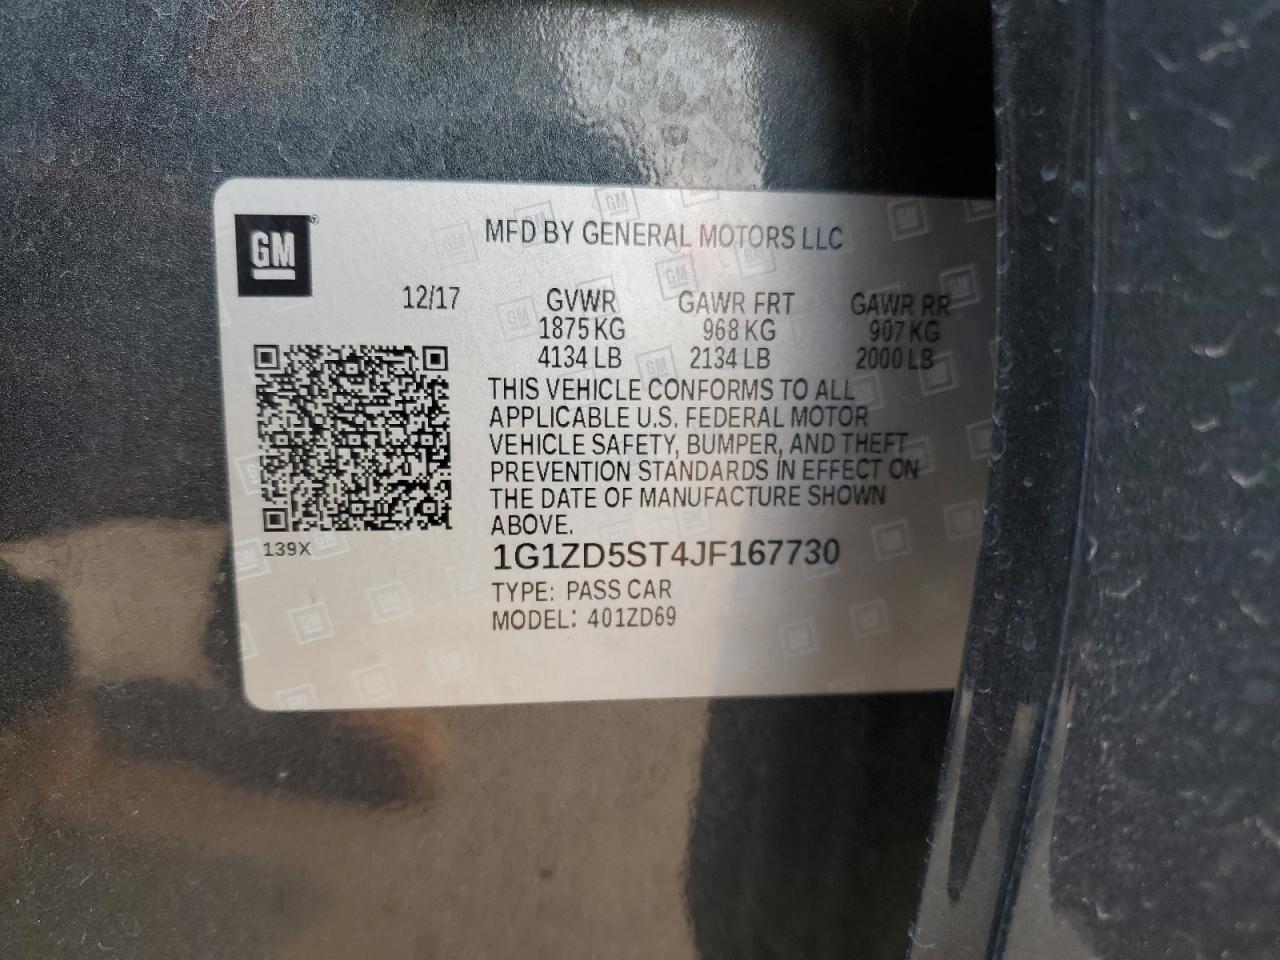 GM
MFD BY GENERAL MOTORS LLC
12/17
GVWR GAWR FRT GAWR RR
1875 KG 968 KG 907 KG
4134 LB 2134 LB 2000 LB
THIS VEHICLE CONFORMS TO ALL
APPLICABLE U.S. FEDERAL MOTOR
VEHICLE SAFETY, BUMPER, AND THEFT
PREVENTION STANDARDS IN EFFECT ON
THE DATE OF MANUFACTURE SHOWN
ABOVE.
139X
1G1ZD5ST4JF167730
TYPE: PASS CAR
MODEL: 401ZD69